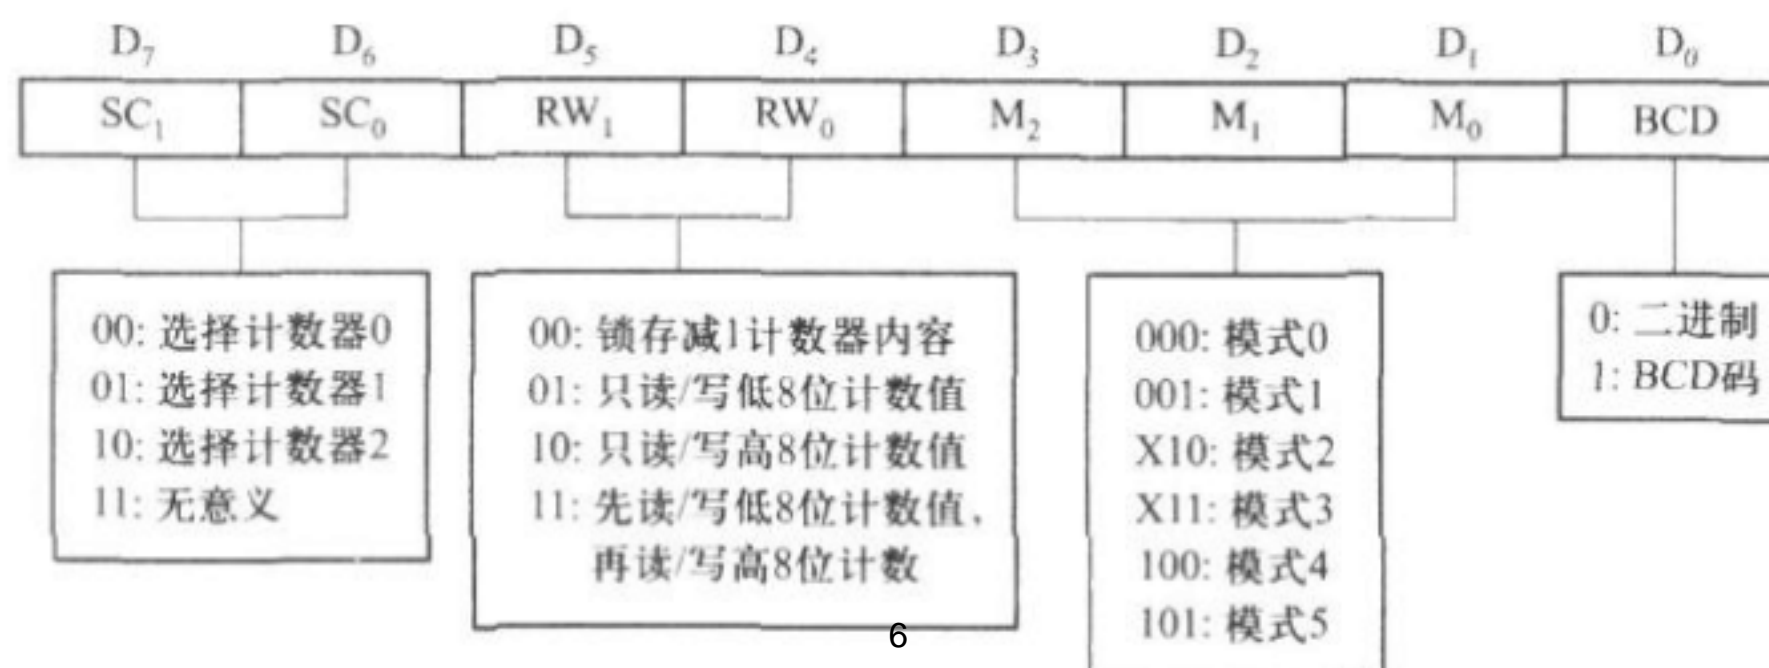 D7 D6 D5 D4 D3 D2 D1 D0
SC1 SC0 RW1 RW0 M2 M1 M0 BCD
00: 选择计数器0
01: 选择计数器1
10: 选择计数器2
11: 无意义
00: 锁存减1计数器内容
01: 只读/写低8位计数值
10: 只读/写高8位计数值
11: 先读/写低8位计数值,
再读/写高8位计数
000: 模式0
001: 模式1
X10: 模式2
X11: 模式3
100: 模式4
101: 模式5
0: 二进制
1: BCD码
6